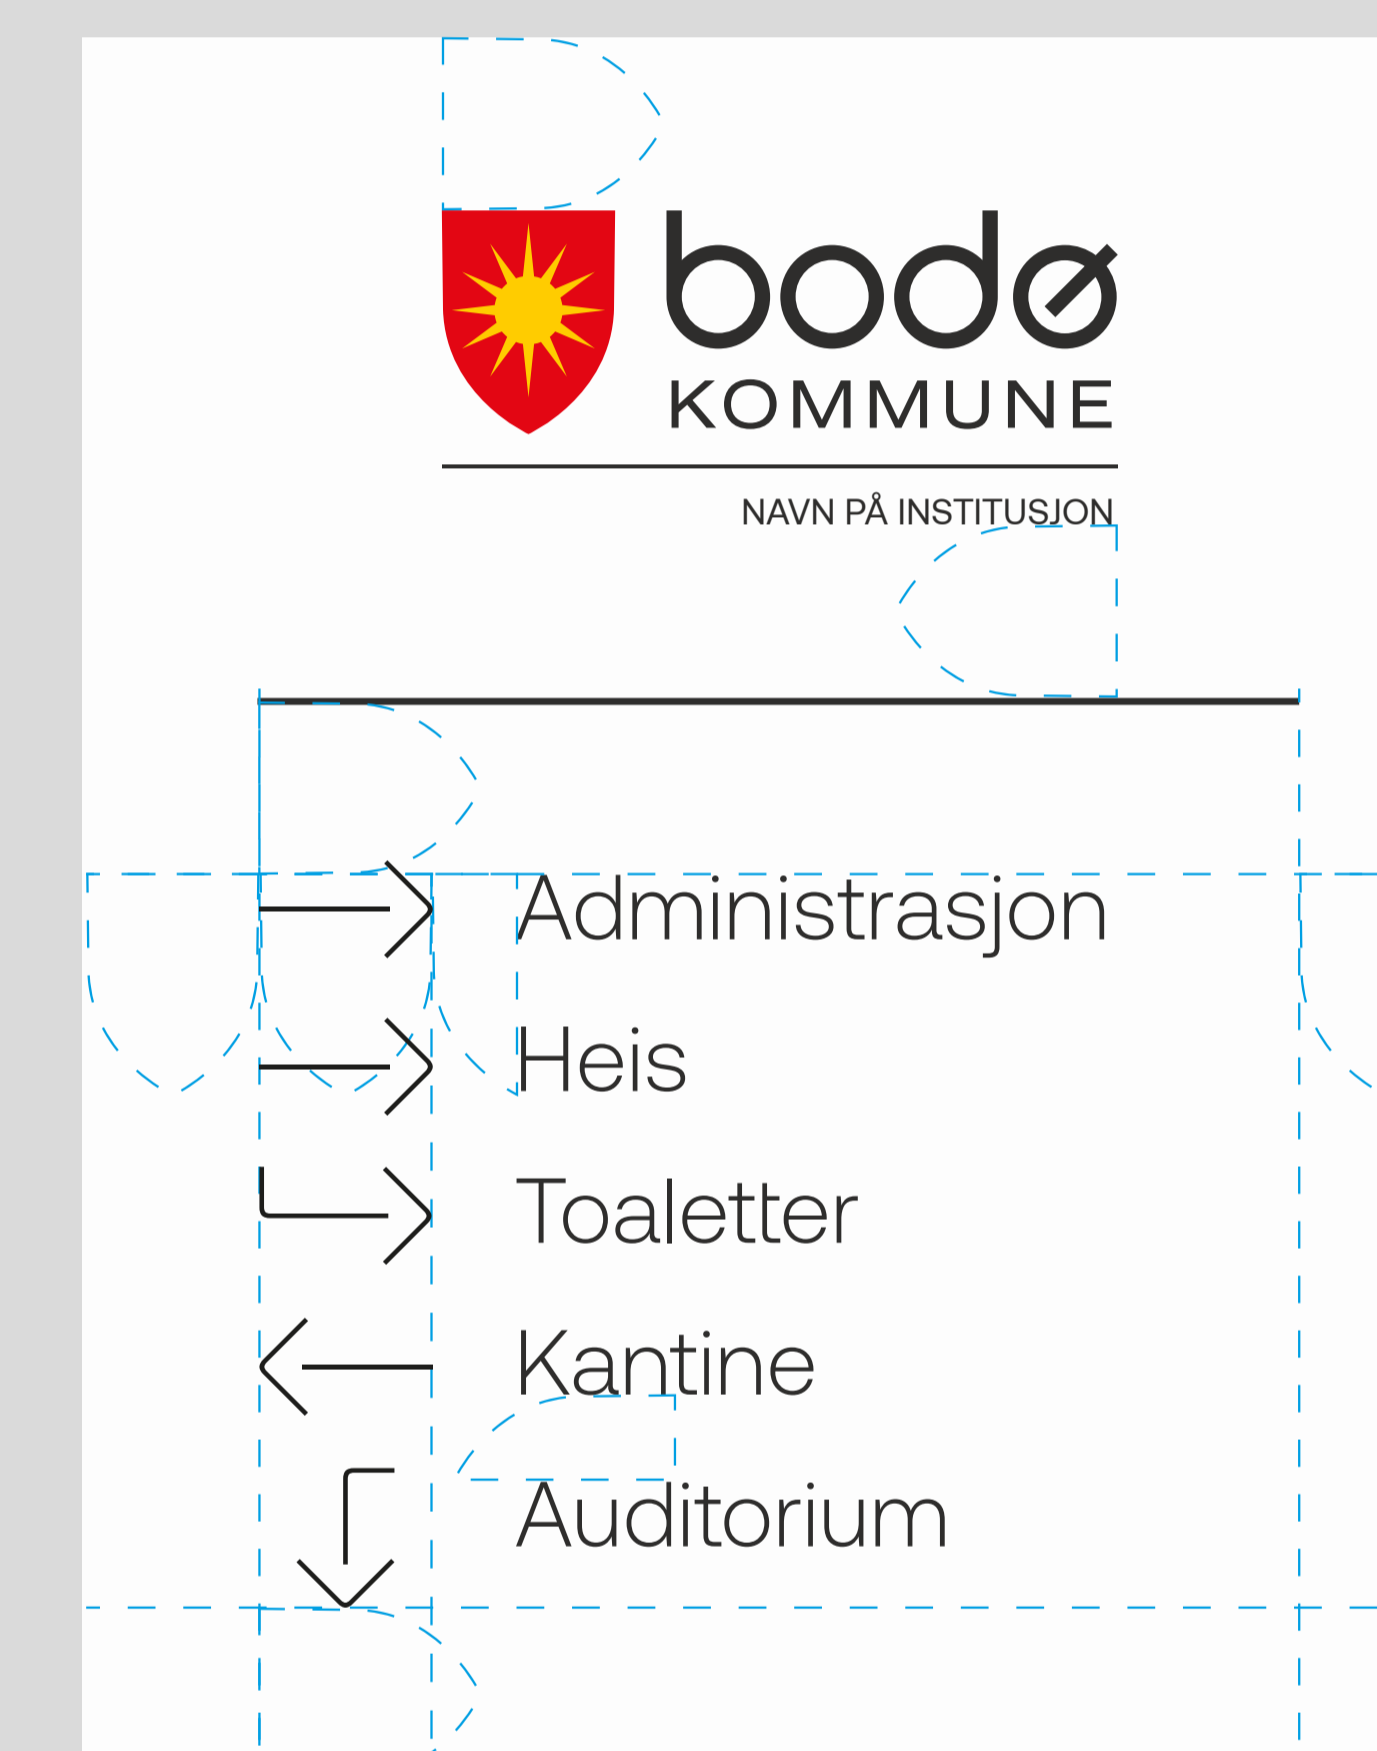 bodø
KOMMUNE
NAVN PÅ INSTITUSJON
Administrasjon
Heis
Toaletter
Kantine
Auditorium